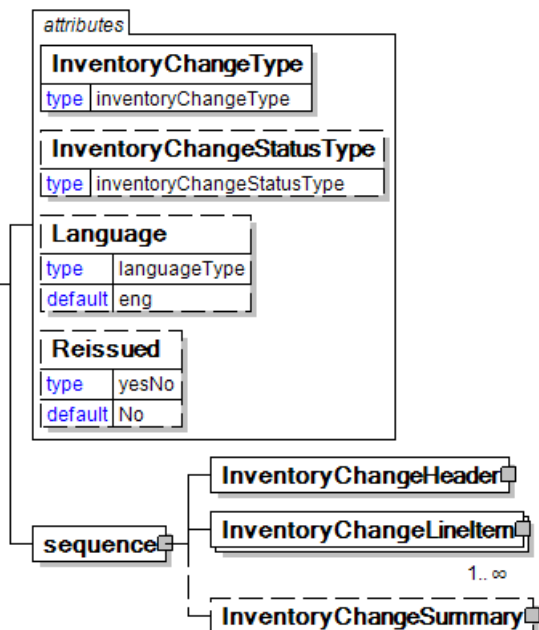 attributes
InventoryChangeType
type inventoryChangeType
InventoryChangeStatusType
type inventoryChangeStatusType
Language
type languageType
default eng
Reissued
type yesNo
default No
InventoryChangeHeader
sequence
InventoryChangeLineItem
1.. ∞
InventoryChangeSummary